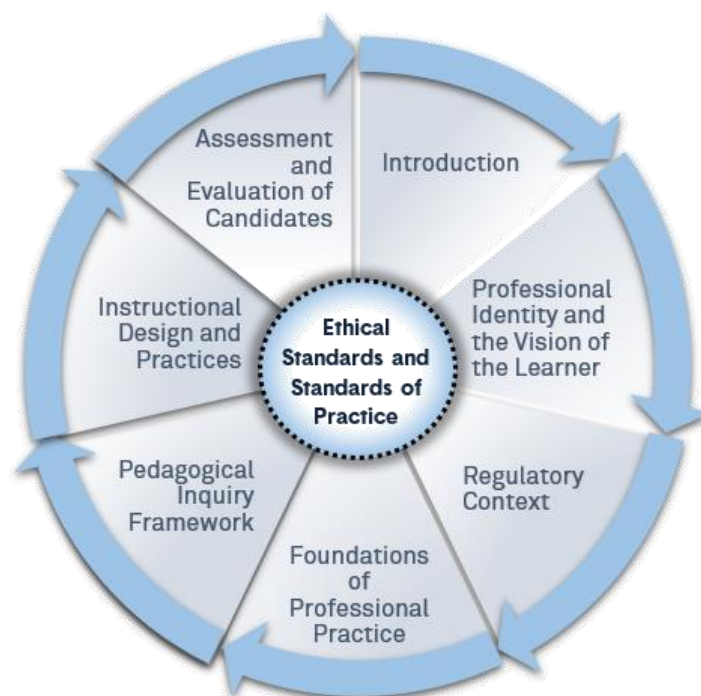 Ethical
Standards and
Standards of
Practice
Introduction
Professional
Identity and
the Vision of
the Learner
Regulatory
Context
Foundations
of
Professional
Practice
Pedagogical
Inquiry
Framework
Instructional
Design and
Practices
Assessment
and
Evaluation of
Candidates